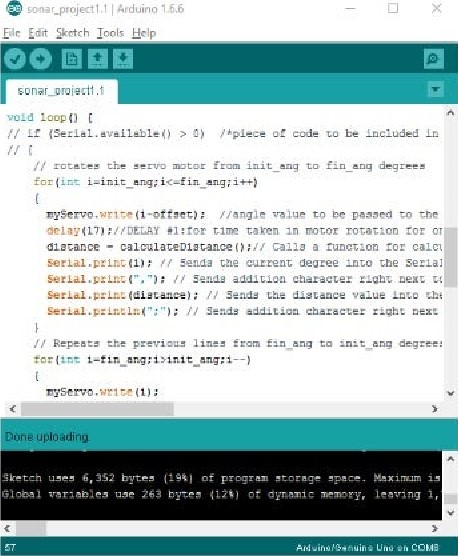 sonar_project1.1 | Arduino 1.6.6
File Edit Sketch Tools Help
sonar_project1.1
void loop() {
// if (Serial.available() > 0)  /*piece of code to be included in
// {
// rotates the servo motor from init_ang to fin_ang degrees
for(int i=init_ang;i<=fin_ang;i++)
{
myServo.write(i-offset);  //angle value to be passed to the
delay(17);//DELAY #1:for time taken in motor rotation for on
distance = calculateDistance();// Calls a function for calcu
Serial.print(i); // Sends the current degree into the Serial
Serial.print(","); // Sends addition character right next to
Serial.print(distance); // Sends the distance value into the
Serial.println(";"); // Sends addition character right next
}
// Repeats the previous lines from fin_ang to init_ang degrees
for(int i=fin_ang;i>init_ang;i--)
{
myServo.write(i);
Done uploading.
Sketch uses 6,352 bytes (19%) of program storage space. Maximum is
Global variables use 263 bytes (12%) of dynamic memory, leaving 1,
57
Arduino/Genuino Uno on COM8